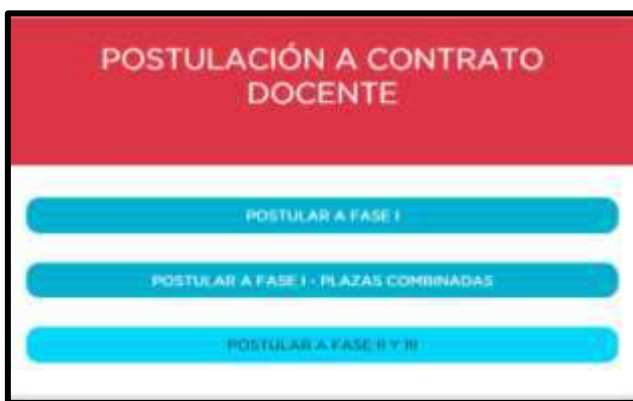 POSTULACIÓN A CONTRATO
DOCENTE
POSTULAR A FASE I
POSTULAR A FASE I - PLAZAS COMBINADAS
POSTULAR A FASE II Y III